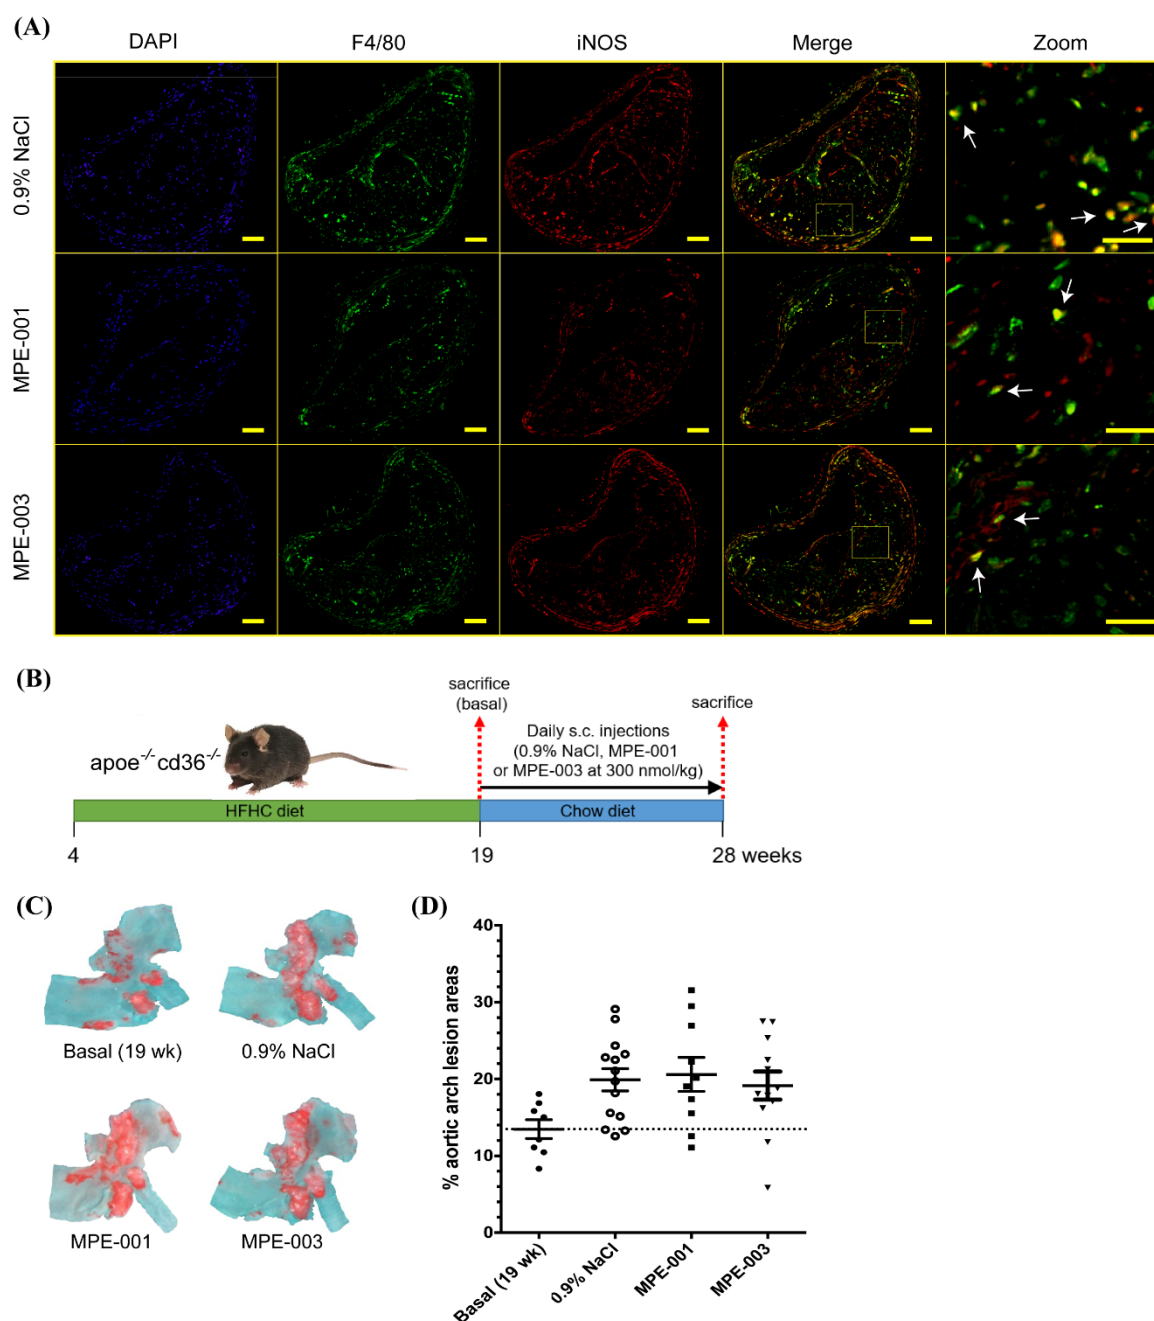 (A)
DAPI F4/80 iNOS Merge Zoom
0.9% NaCl
MPE-001
MPE-003
(B)
sacrifice
(basal)
sacrifice
Daily s.c. injections
(0.9% NaCl, MPE-001
or MPE-003 at 300 nmol/kg)
apoe-/-cd36-/-
HFHC diet Chow diet
4 19 28 weeks
(C)
Basal (19 wk) 0.9% NaCl
MPE-001 MPE-003
(D)
% aortic arch lesion areas
40
30
20
10
0
Basal (19 wk) 0.9% NaCl MPE-001 MPE-003